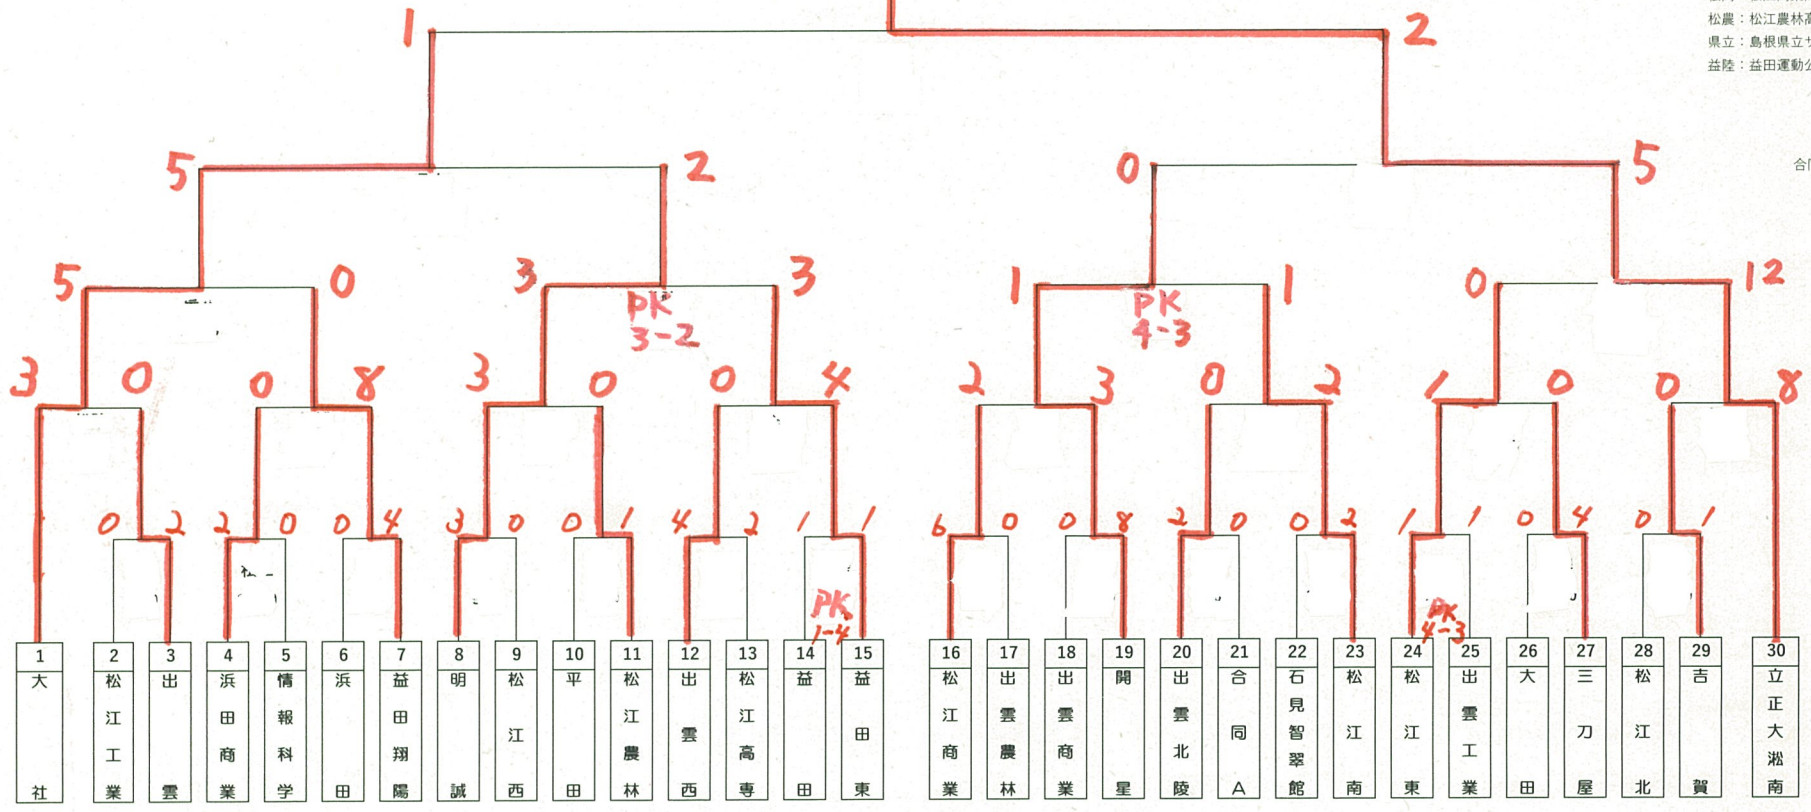 1 2
松農：松江農林高
県立：島根県立サ
益陸：益田運動公
5 2 0 5
合同
5 0 3 3 1 1 0 12
PK PK
3-2 4-3
3 0 0 8 3 0 0 4 2 3 0 2 1 0 0 8
0 2 2 0 0 4 3 0 0 1 4 2 1 1 6 0 0 8 2 0 0 2 1 1 0 4 0 1
PK PK
1-4 4-3
1 2 3 4 5 6 7 8 9 10 11 12 13 14 15 16 17 18 19 20 21 22 23 24 25 26 27 28 29 30
大社
松江工業
出雲
浜田商業
情報科学
浜田
益田翔陽
明誠
松江西
平田
松江農林
出雲西
松江高専
益田
益田東
松江商業
出雲農林
出雲商業
開星
出雲北陵
合同A
石見智翠館
松江南
松江東
出雲工業
大田
三刀屋
松江北
吉賀
立正大淞南